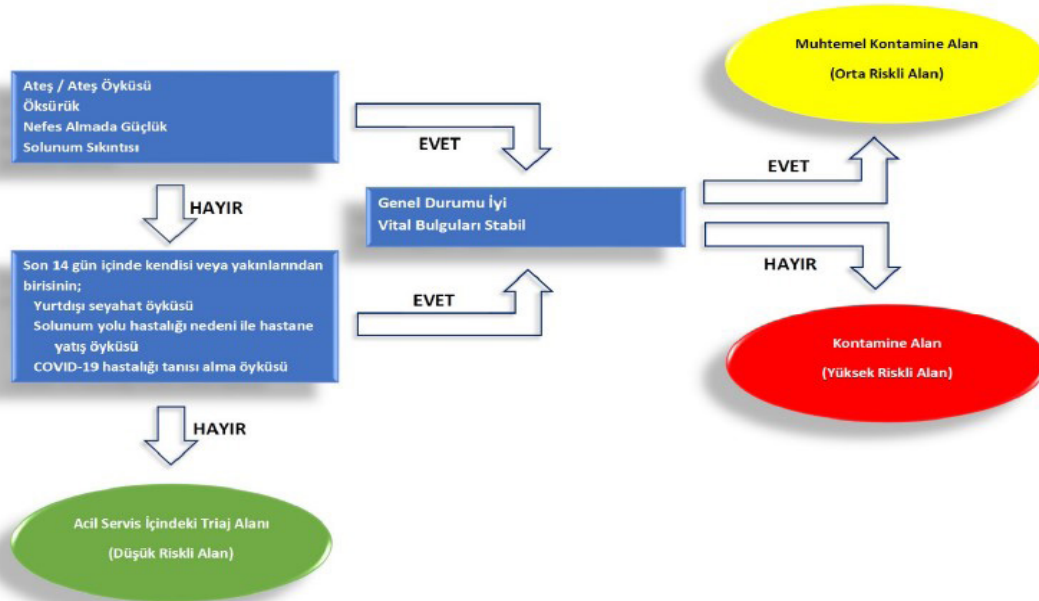 Ateş / Ateş Öyküsü
Öksürük
Nefes Almada Güçlük
Solunum Sıkıntısı
EVET
HAYIR
Son 14 gün içinde kendisi veya yakınlarından
birisinin;
Yurtdışı seyahat öyküsü
Solunum yolu hastalığı nedeni ile hastane
yatış öyküsü
COVID-19 hastalığı tanısı alma öyküsü
EVET
HAYIR
Acil Servis İçindeki Triaj Alanı
(Düşük Riskli Alan)
Genel Durumu İyi
Vital Bulguları Stabil
EVET
HAYIR
Muhtemel Kontamine Alan
(Orta Riskli Alan)
Kontamine Alan
(Yüksek Riskli Alan)